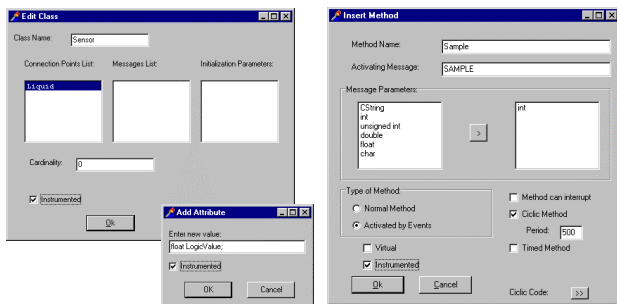 Edit Class
Class Name: Sensor
Connection Points List: Messages List: Initialization Parameters:
Liquid
Cardinality: 0
Instrumented
Ok
Add Attribute
Enter new value:
float LogicValue;
Instrumented
OK Cancel
Insert Method
Method Name: Sample
Activating Message: SAMPLE
Message Parameters:
CString
int
unsigned int
double
float
char
>
int
Type of Method:
Normal Method
Activated by Events
Virtual
Instrumented
Method can interrupt
Ciclic Method
Period: 500
Timed Method
Ok Cancel
Ciclic Code: >>